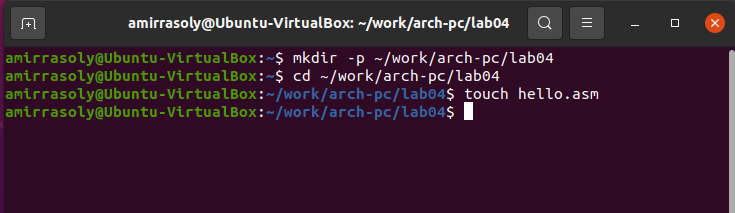 amirrasoly@Ubuntu-VirtualBox: ~/work/arch-pc/lab04
amirrasoly@Ubuntu-VirtualBox:~$ mkdir -p ~/work/arch-pc/lab04
amirrasoly@Ubuntu-VirtualBox:~$ cd ~/work/arch-pc/lab04
amirrasoly@Ubuntu-VirtualBox:~/work/arch-pc/lab04$ touch hello.asm
amirrasoly@Ubuntu-VirtualBox:~/work/arch-pc/lab04$